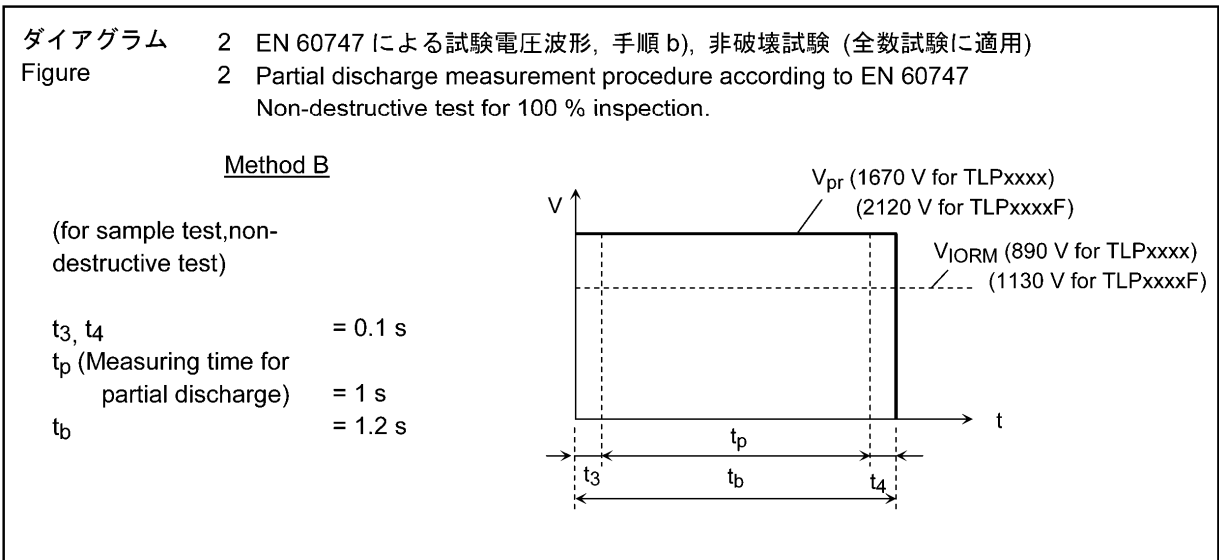 ダイアグラム 2 EN 60747 による試験電圧波形, 手順 b), 非破壊試験 (全数試験に適用)
Figure 2 Partial discharge measurement procedure according to EN 60747
Non-destructive test for 100 % inspection.
Method B
(for sample test,non-
destructive test)
t3, t4 = 0.1 s
tp (Measuring time for
partial discharge) = 1 s
tb = 1.2 s
V
Vpr (1670 V for TLPxxxx)
(2120 V for TLPxxxxF)
VIORM (890 V for TLPxxxx)
(1130 V for TLPxxxxF)
t
tp
t3 tb t4